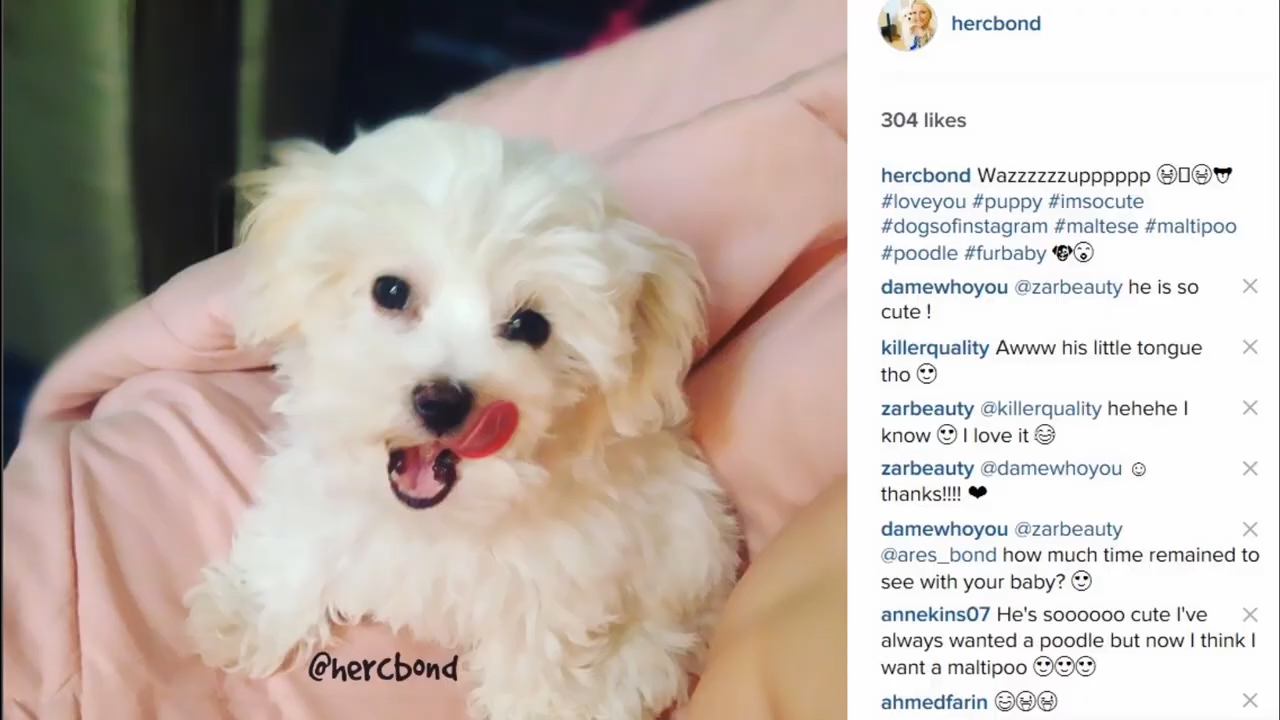 hercbond
304 likes
hercbond Wazzzzzzupppppp 😭▯😭👅
#loveyou #puppy #imsocute
#dogsofinstagram #maltese #maltipoo
#poodle #furbaby 🐶😮
damewhoyou @zarbeauty he is so
cute !
killerquality Awww his little tongue
tho 😍
zarbeauty @killerquality hehehe I
know 😍 I love it 😂
zarbeauty @damewhoyou ☺
thanks!!!! ❤
damewhoyou @zarbeauty
@ares_bond how much time remained to
see with your baby? 😍
annekins07 He's soooooo cute I've
always wanted a poodle but now I think I
want a maltipoo 😍😍😍
ahmedfarin 😊😭😭
@hercbond